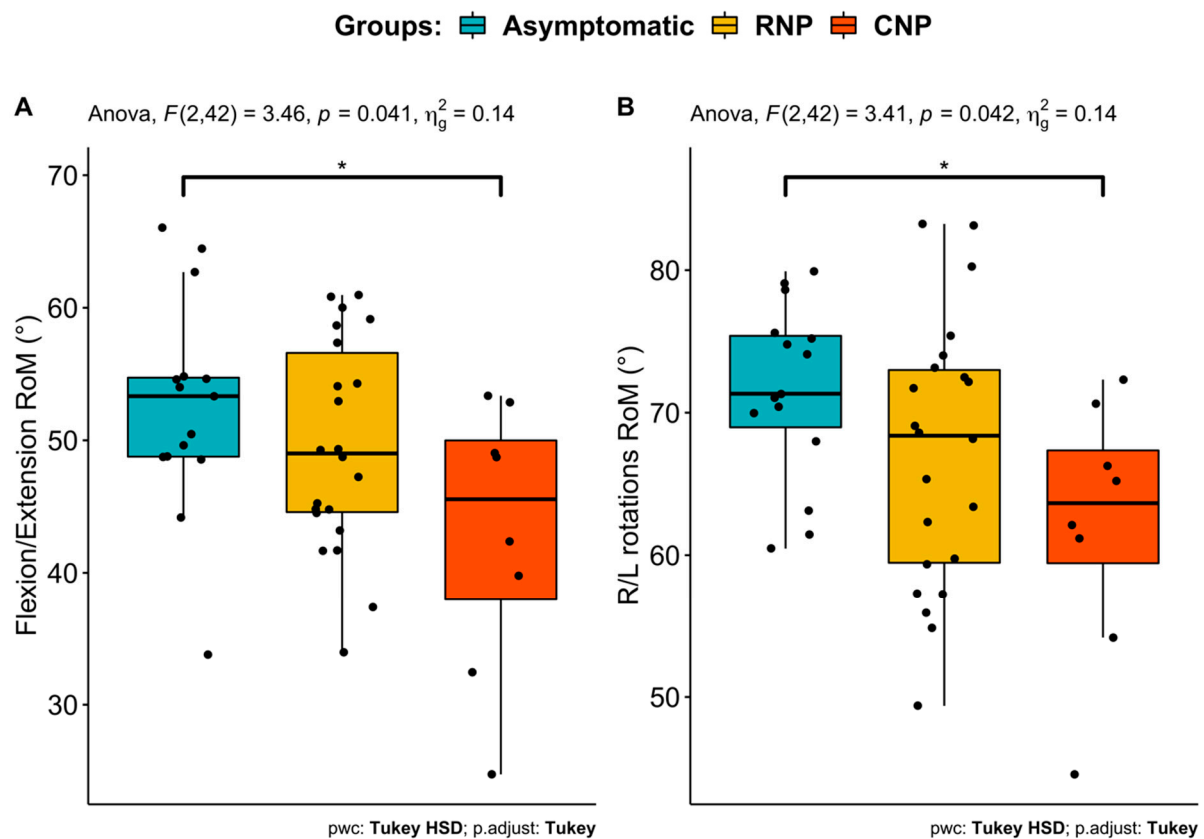 Groups: Asymptomatic RNP CNP
A
Anova, F(2,42) = 3.46, p = 0.041, η²g = 0.14
*
70
60
50
40
30
Flexion/Extension RoM (°)
pwc: Tukey HSD; p.adjust: Tukey
B
Anova, F(2,42) = 3.41, p = 0.042, η²g = 0.14
*
80
70
60
50
R/L rotations RoM (°)
pwc: Tukey HSD; p.adjust: Tukey